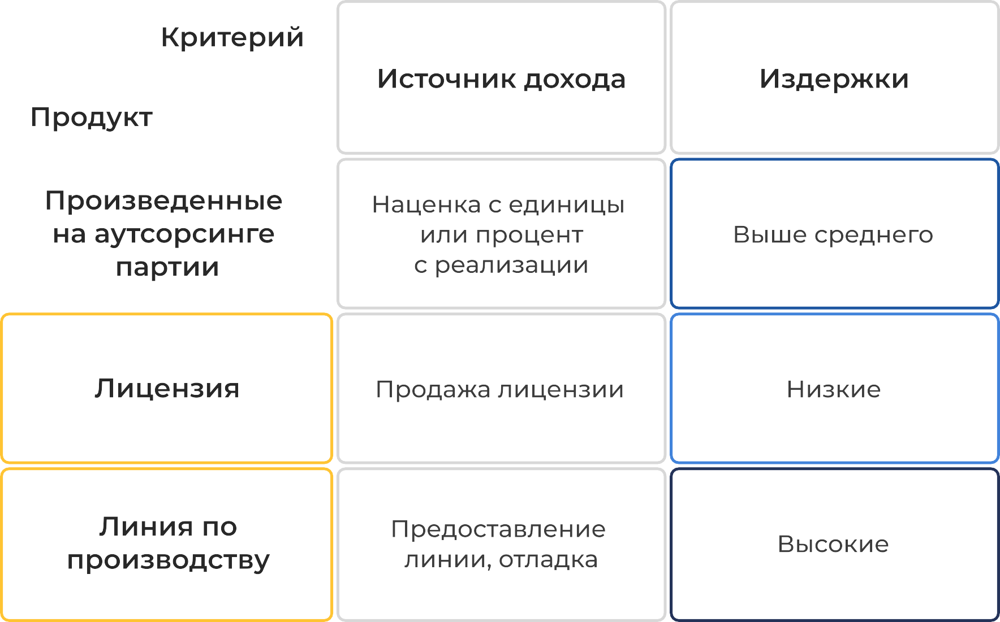 Критерий
Продукт
Источник дохода
Издержки
Произведенные
на аутсорсинге
партии
Наценка с единицы
или процент
с реализации
Выше среднего
Лицензия
Продажа лицензии
Низкие
Линия по
производству
Предоставление
линии, отладка
Высокие